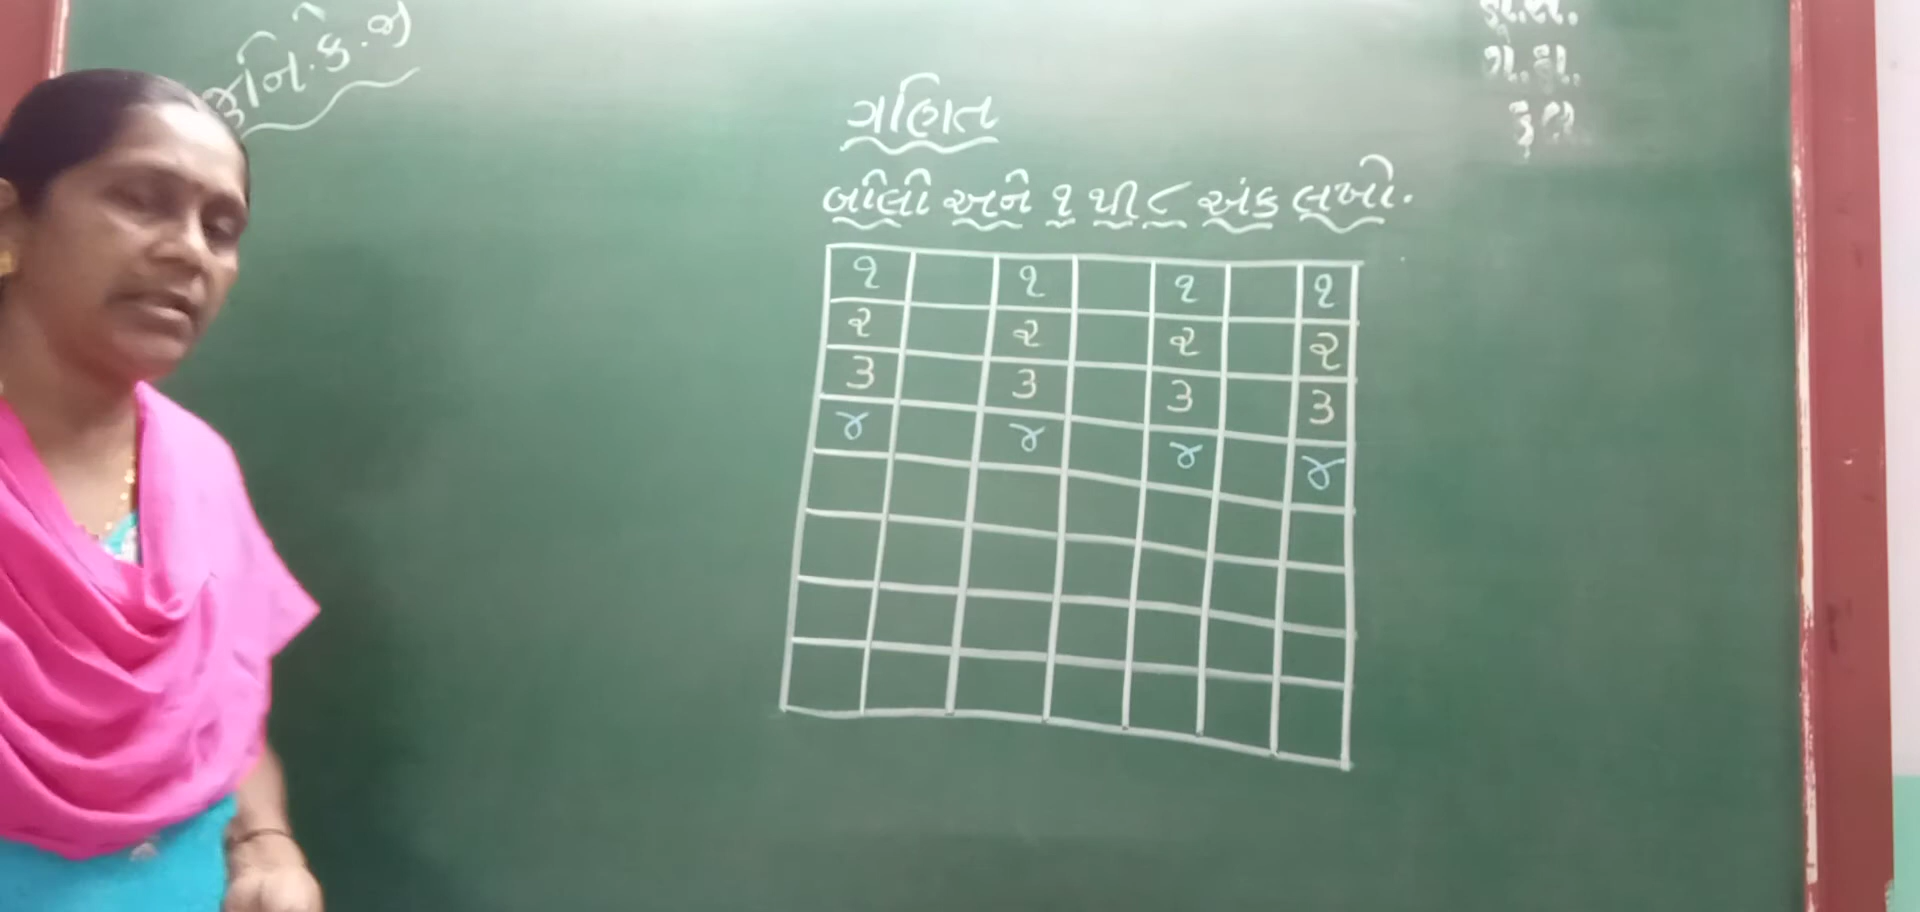 જુનિ.કે.જી
ગણિત
બોલો અને ૧ થી ૮ અંક લખો.
૧ ૧ ૧ ૧
૨ ૨ ૨ ૨
૩ ૩ ૩ ૩
૪ ૪ ૪ ૪